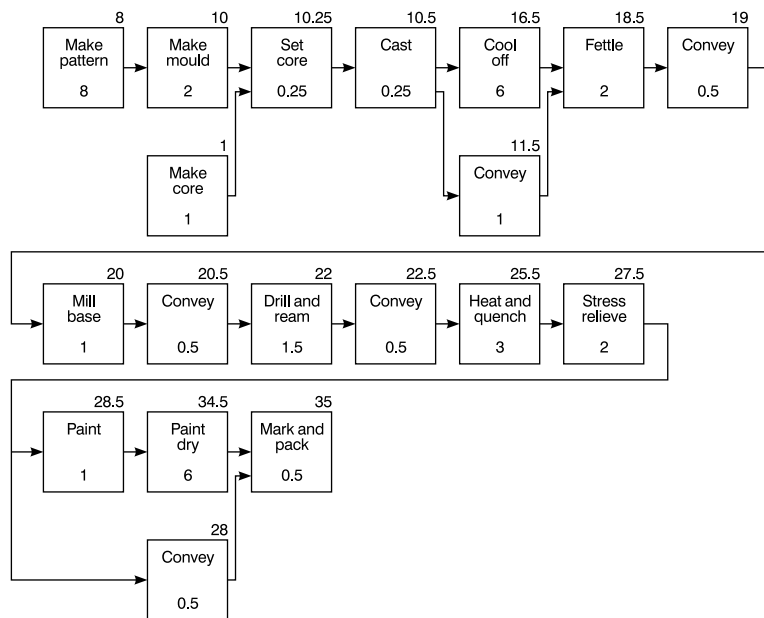 8
10
10.25
10.5
16.5
18.5
19
Make
pattern
8
Make
mould
2
Set
core
0.25
Cast
0.25
Cool
off
6
Fettle
2
Convey
0.5
1
Make
core
1
11.5
Convey
1
20
20.5
22
22.5
25.5
27.5
Mill
base
1
Convey
0.5
Drill and
ream
1.5
Convey
0.5
Heat and
quench
3
Stress
relieve
2
28.5
34.5
35
Paint
1
Paint
dry
6
Mark and
pack
0.5
28
Convey
0.5